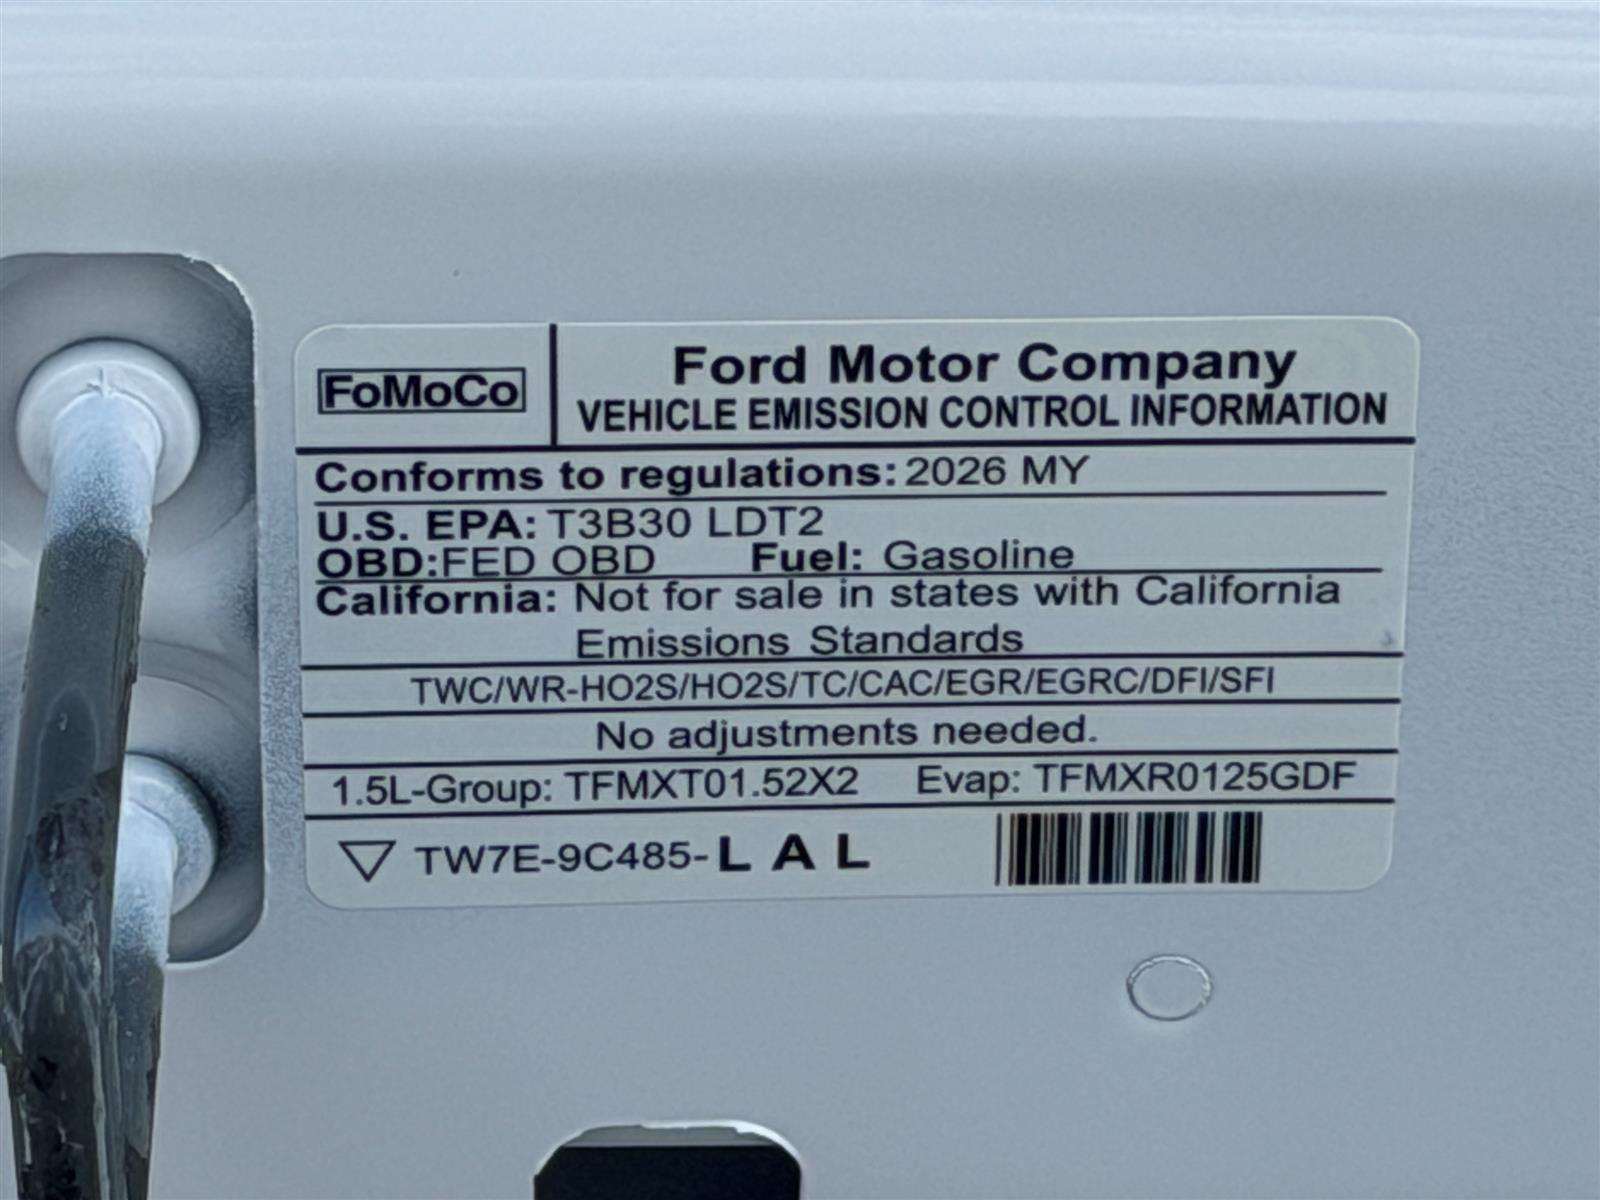 FoMoCo
Ford Motor Company
VEHICLE EMISSION CONTROL INFORMATION
Conforms to regulations: 2026 MY
U.S. EPA: T3B30 LDT2
OBD:FED OBD Fuel: Gasoline
California: Not for sale in states with California
Emissions Standards
TWC/WR-HO2S/HO2S/TC/CAC/EGR/EGRC/DFI/SFI
No adjustments needed.
1.5L-Group: TFMXT01.52X2 Evap: TFMXR0125GDF
TW7E-9C485-L A L